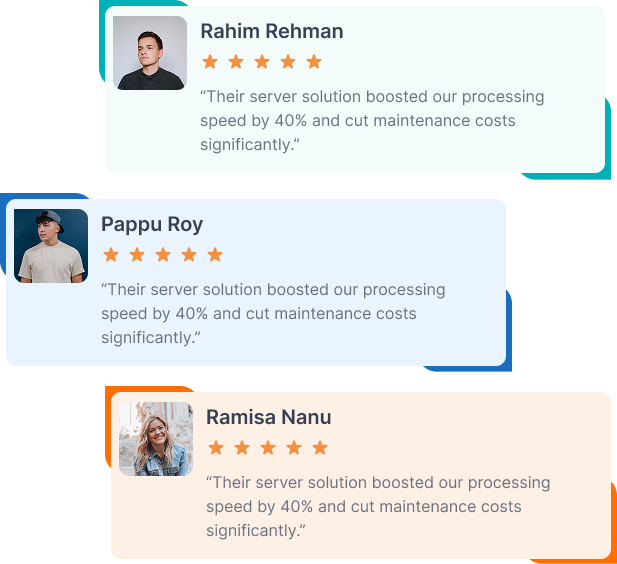 Rahim Rehman
“Their server solution boosted our processing
speed by 40% and cut maintenance costs
significantly.”
Pappu Roy
“Their server solution boosted our processing
speed by 40% and cut maintenance costs
significantly.”
Ramisa Nanu
“Their server solution boosted our processing
speed by 40% and cut maintenance costs
significantly.”